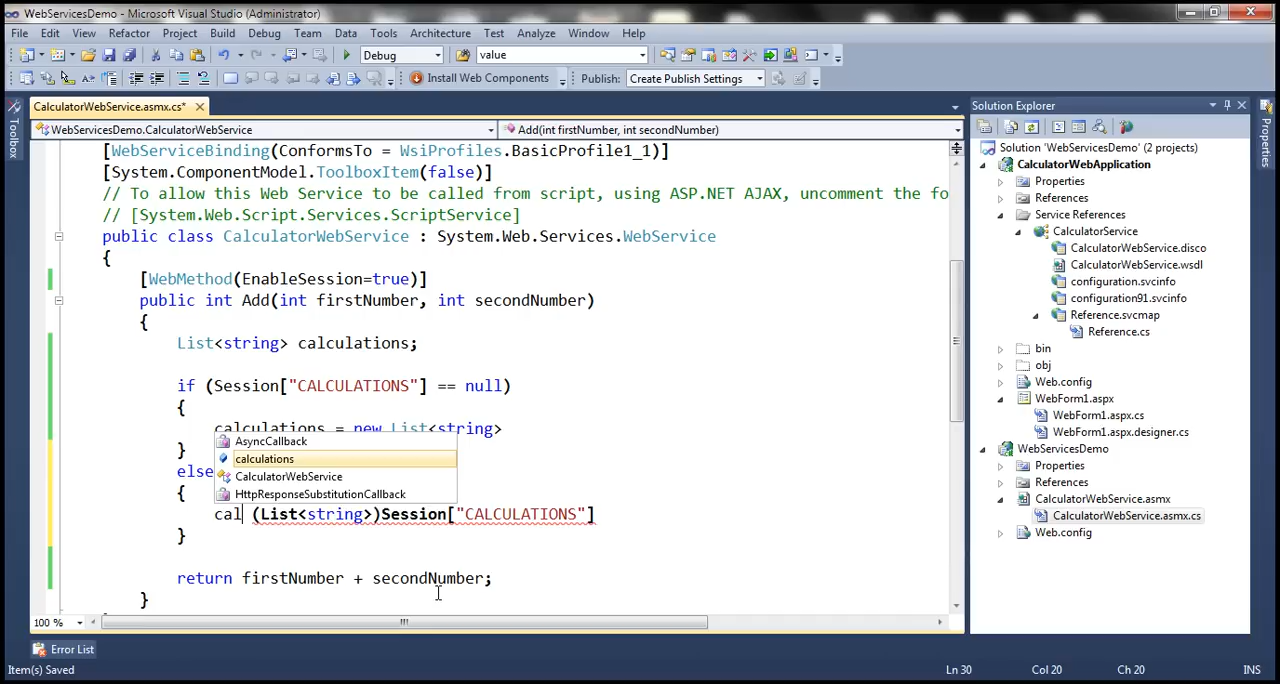 WebServicesDemo - Microsoft Visual Studio (Administrator)
File Edit View Refactor Project Build Debug Team Data Tools Architecture Test Analyze Window Help
Debug value
Install Web Components Publish: Create Publish Settings
CalculatorWebService.asmx.cs*
WebServicesDemo.CalculatorWebService Add(int firstNumber, int secondNumber)
[WebServiceBinding(ConformsTo = WsiProfiles.BasicProfile1_1)]
[System.ComponentModel.ToolboxItem(false)]
// To allow this Web Service to be called from script, using ASP.NET AJAX, uncomment the fo
// [System.Web.Script.Services.ScriptService]
public class CalculatorWebService : System.Web.Services.WebService
{
[WebMethod(EnableSession=true)]
public int Add(int firstNumber, int secondNumber)
{
List<string> calculations;
if (Session["CALCULATIONS"] == null)
{
calculations = new List<string>
}
else
{
cal (List<string>)Session["CALCULATIONS"]
}
return firstNumber + secondNumber;
}
AsyncCallback
calculations
CalculatorWebService
HttpResponseSubstitutionCallback
100 %
Error List
Item(s) Saved Ln 30 Col 20 Ch 20 INS
Toolbox
Solution Explorer
Solution 'WebServicesDemo' (2 projects)
CalculatorWebApplication
Properties
References
Service References
CalculatorService
CalculatorWebService.disco
CalculatorWebService.wsdl
configuration.svcinfo
configuration91.svcinfo
Reference.svcmap
Reference.cs
bin
obj
Web.config
WebForm1.aspx
WebForm1.aspx.cs
WebForm1.aspx.designer.cs
WebServicesDemo
Properties
References
CalculatorWebService.asmx
CalculatorWebService.asmx.cs
Web.config
Properties